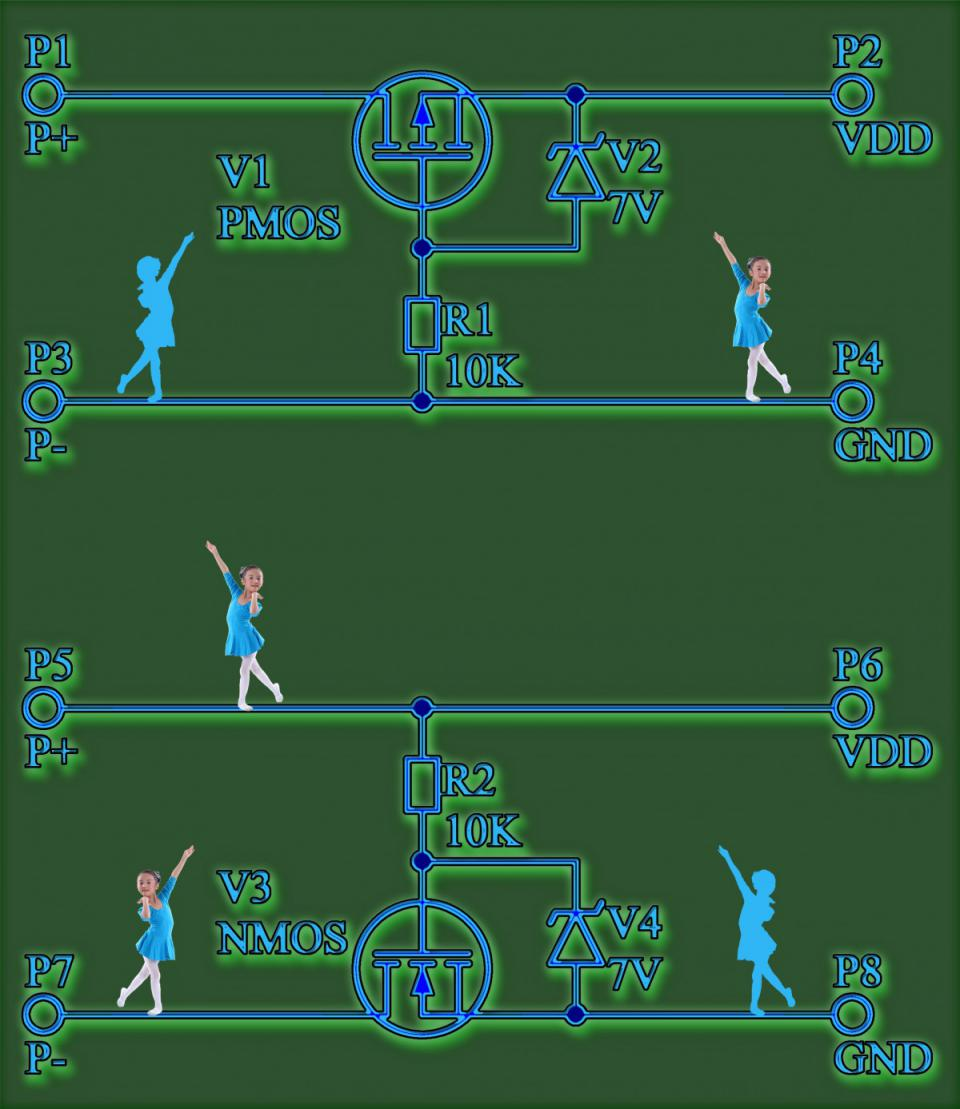 P1
P2
P+
VDD
V1
PMOS
V2
7V
R1
10K
P3
P4
P-
GND
P5
P6
P+
VDD
R2
10K
V3
NMOS
V4
7V
P7
P8
P-
GND